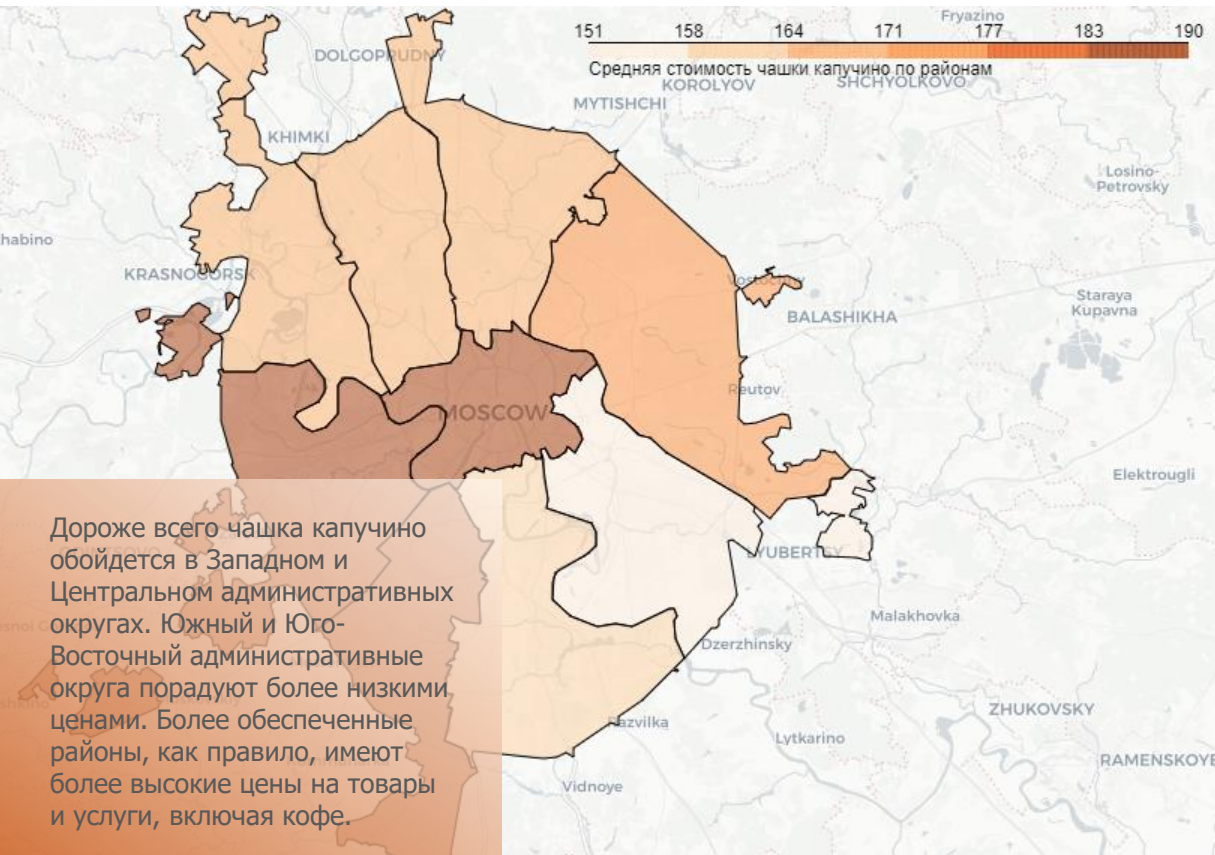 Fryazino
151 158 164 171 177 183 190
DOLGOPRUDNY
Средняя стоимость чашки капучино по районам
KOROLYOV
SHCHYOLKOVO
MYTISHCHI
KHIMKI
Losino-
Petrovsky
habino
KRASNOGORSK
Staraya
Kupavna
BALASHIKHA
Reutov
MOSCOW
Elektrougli
Дороже всего чашка капучино
обойдется в Западном и
Центральном административных
округах. Южный и Юго-
Восточный административные
округа порадуют более низкими
ценами. Более обеспеченные
районы, как правило, имеют
более высокие цены на товары
и услуги, включая кофе.
LYUBERTSY
Malakhovka
Dzerzhinsky
ZHUKOVSKY
Razvilka
Lytkarino
RAMENSKOYE
Vidnoye